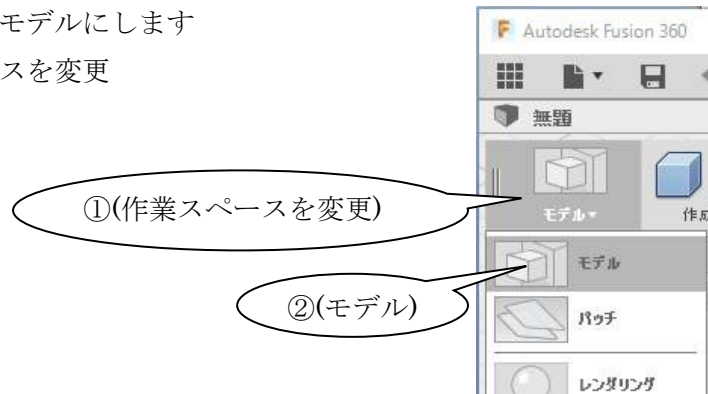 モデルにします
スを変更
Autodesk Fusion 360
無題
①(作業スペースを変更)
モデル
作成
②(モデル)
モデル
パッチ
レンダリング